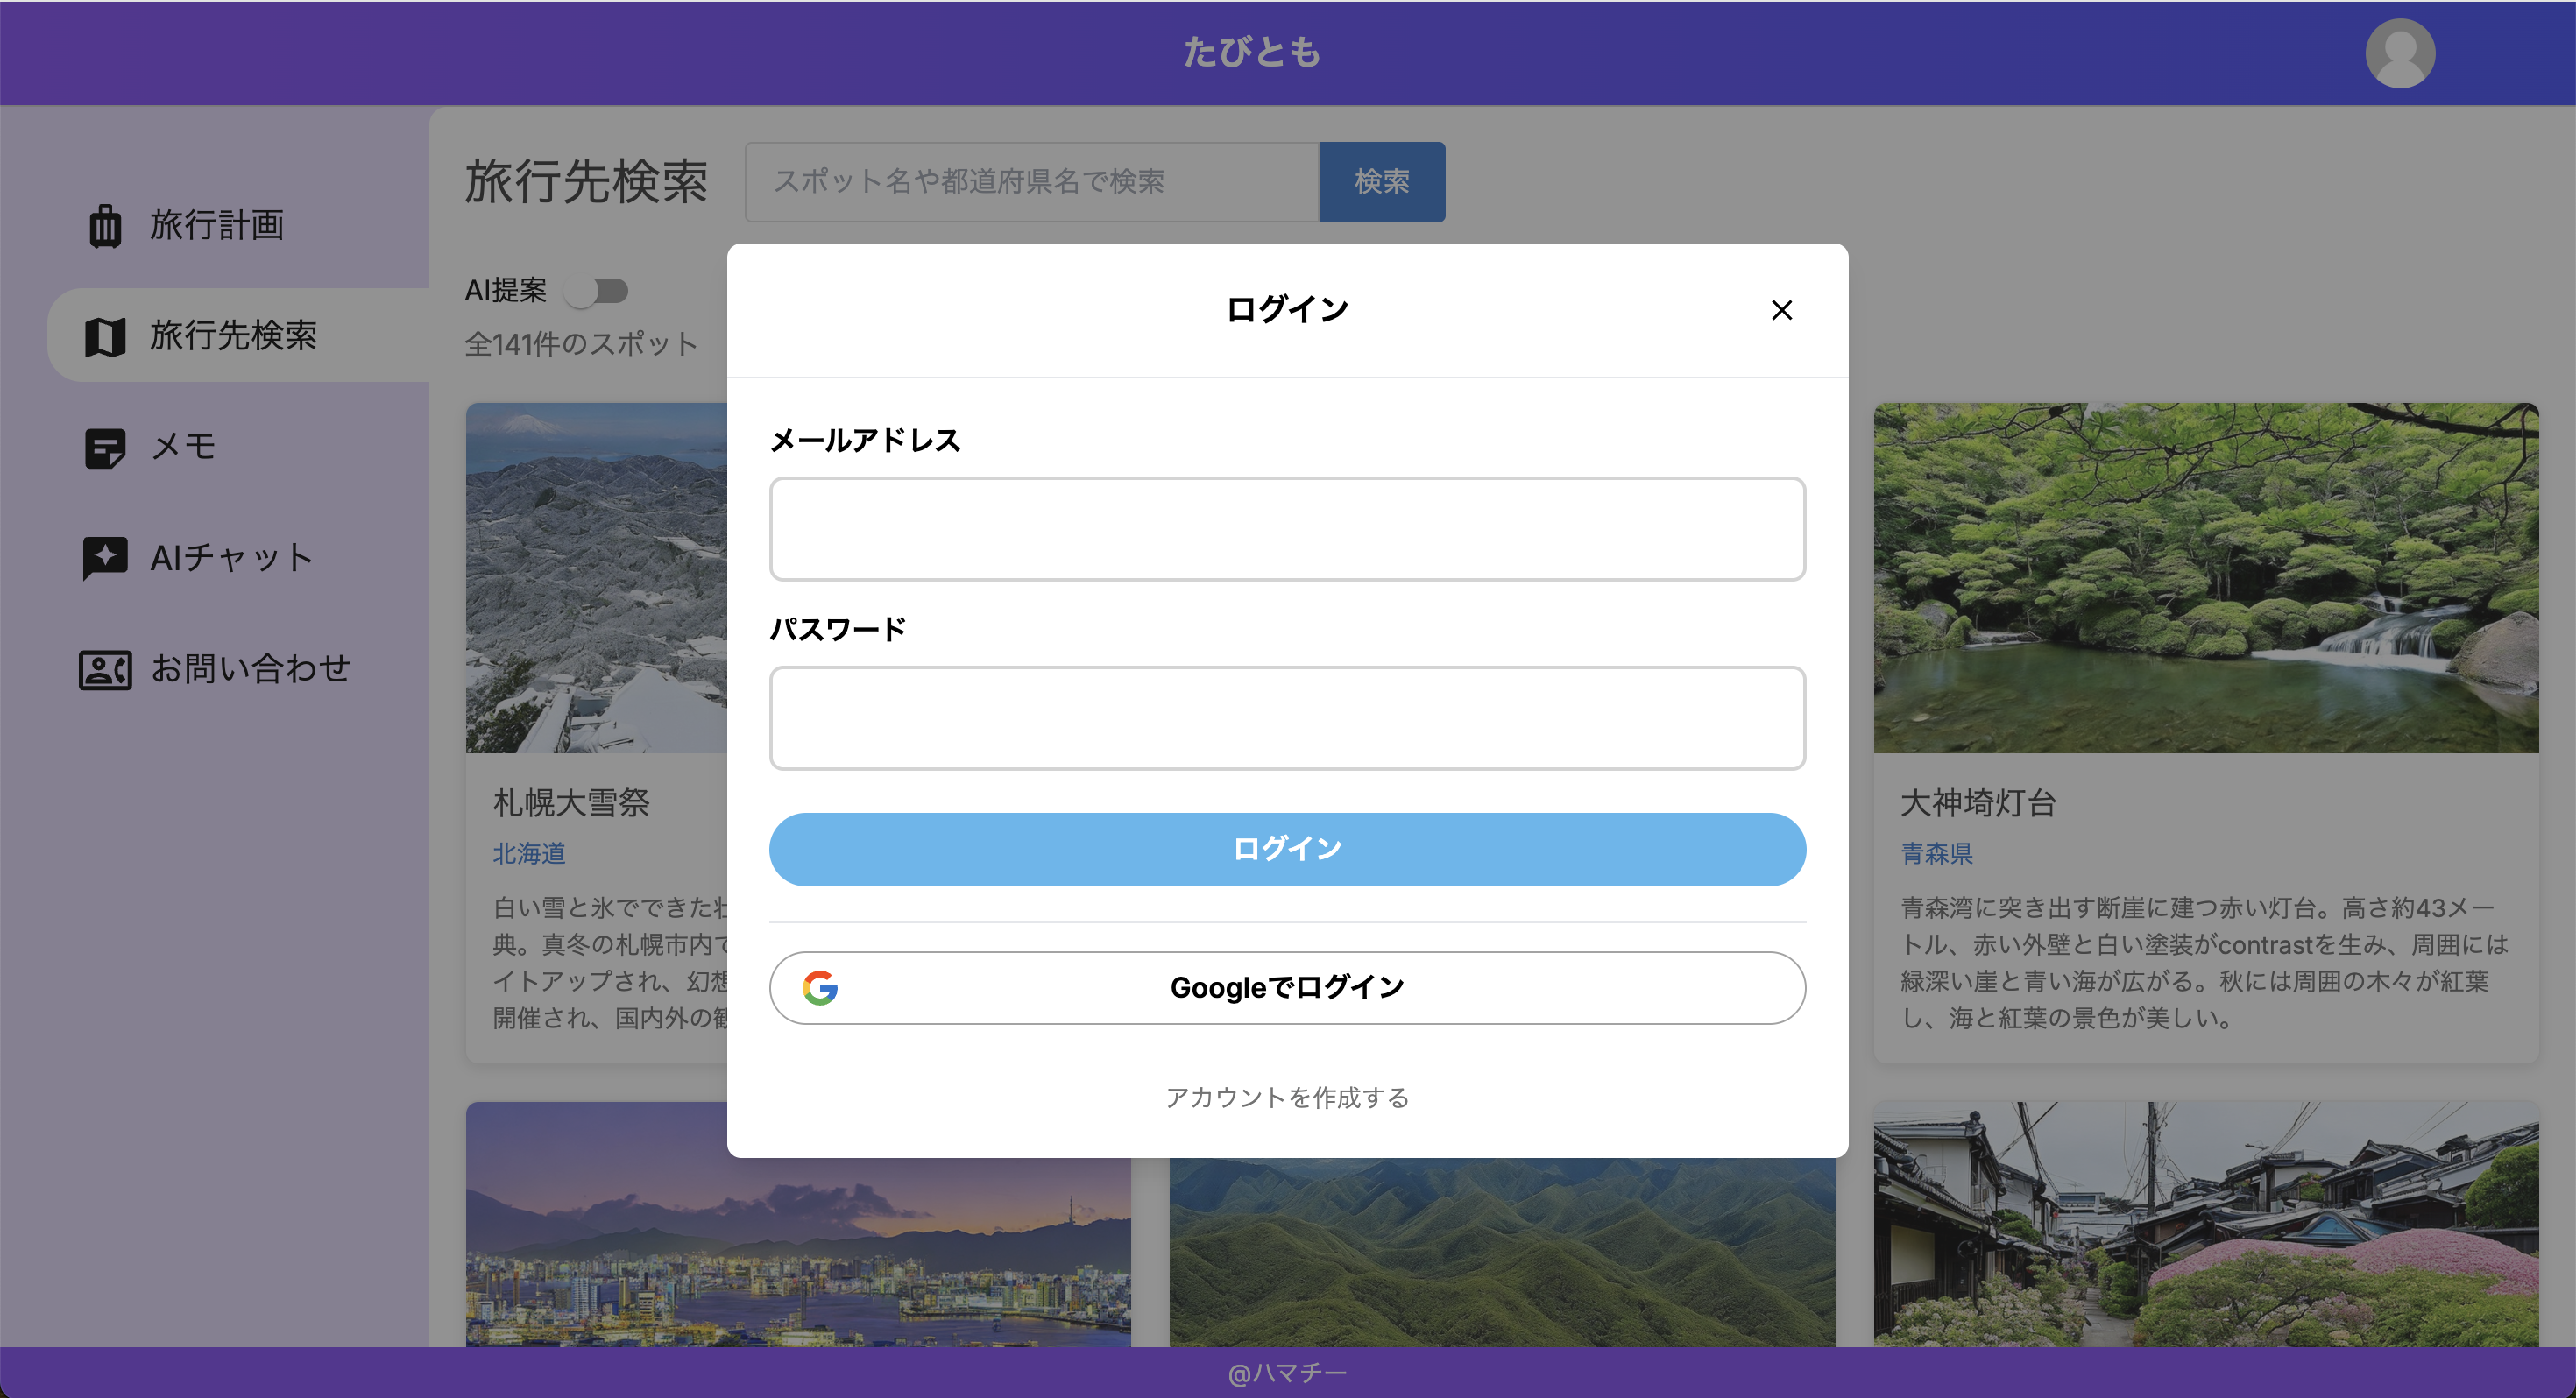 たびとも
旅行計画
旅行先検索
メモ
AIチャット
お問い合わせ
旅行先検索
スポット名や都道府県名で検索
検索
AI提案
全141件のスポット
ログイン
メールアドレス
パスワード
ログイン
Googleでログイン
アカウントを作成する
札幌大雪祭
北海道
白い雪と氷でできた
典。真冬の札幌市内で
イトアップされ、幻想
開催され、国内外の観
大神埼灯台
青森県
青森湾に突き出す断崖に建つ赤い灯台。高さ約43メー
トル、赤い外壁と白い塗装がcontrastを生み、周囲には
緑深い崖と青い海が広がる。秋には周囲の木々が紅葉
し、海と紅葉の景色が美しい。
@ハマチー